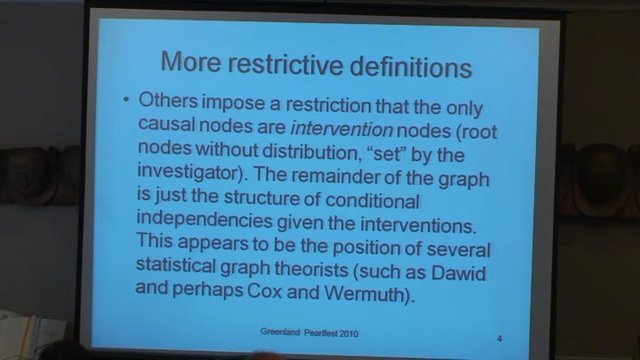 More restrictive definitions
• Others impose a restriction that the only
causal nodes are intervention nodes (root
nodes without distribution, “set” by the
investigator). The remainder of the graph
is just the structure of conditional
independencies given the interventions.
This appears to be the position of several
statistical graph theorists (such as Dawid
and perhaps Cox and Wermuth).
Greenland Pearlfest 2010
4